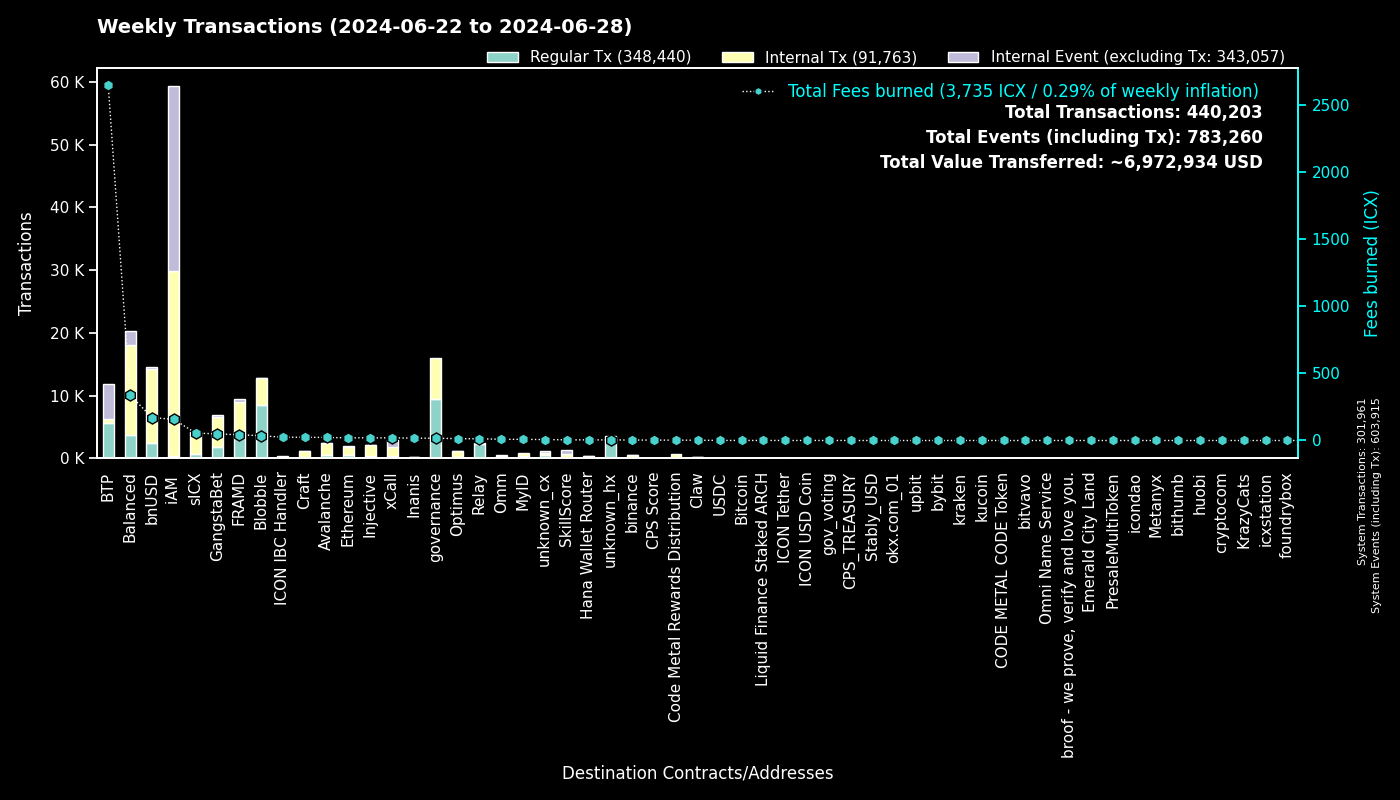 Weekly Transactions (2024-06-22 to 2024-06-28)
Regular Tx (348,440)
Internal Tx (91,763)
Internal Event (excluding Tx: 343,057)
Total Fees burned (3,735 ICX / 0.29% of weekly inflation)
Total Transactions: 440,203
Total Events (including Tx): 783,260
Total Value Transferred: ~6,972,934 USD
Transactions
60 K
50 K
40 K
30 K
20 K
10 K
0 K
2500
2000
1500
1000
500
0
Fees burned (ICX)
System Transactions: 301,961
System Events (including Tx): 603,915
BTP
Balanced
bnUSD
iAM
sICX
GangstaBet
FRAMD
Blobble
ICON IBC Handler
Craft
Avalanche
Ethereum
Injective
xCall
Inanis
governance
Optimus
Relay
Omm
MyID
unknown_cx
SkillScore
Hana Wallet Router
unknown_hx
binance
CPS Score
Code Metal Rewards Distribution
Claw
USDC
Bitcoin
Liquid Finance Staked ARCH
ICON Tether
ICON USD Coin
gov_voting
CPS_TREASURY
Stably_USD
okx.com_01
upbit
bybit
kraken
kucoin
CODE METAL CODE Token
bitvavo
Omni Name Service
broof - we prove, verify and love you.
Emerald City Land
PresaleMultiToken
icondao
Metanyx
bithumb
huobi
cryptocom
KrazyCats
icxstation
foundrybox
Destination Contracts/Addresses